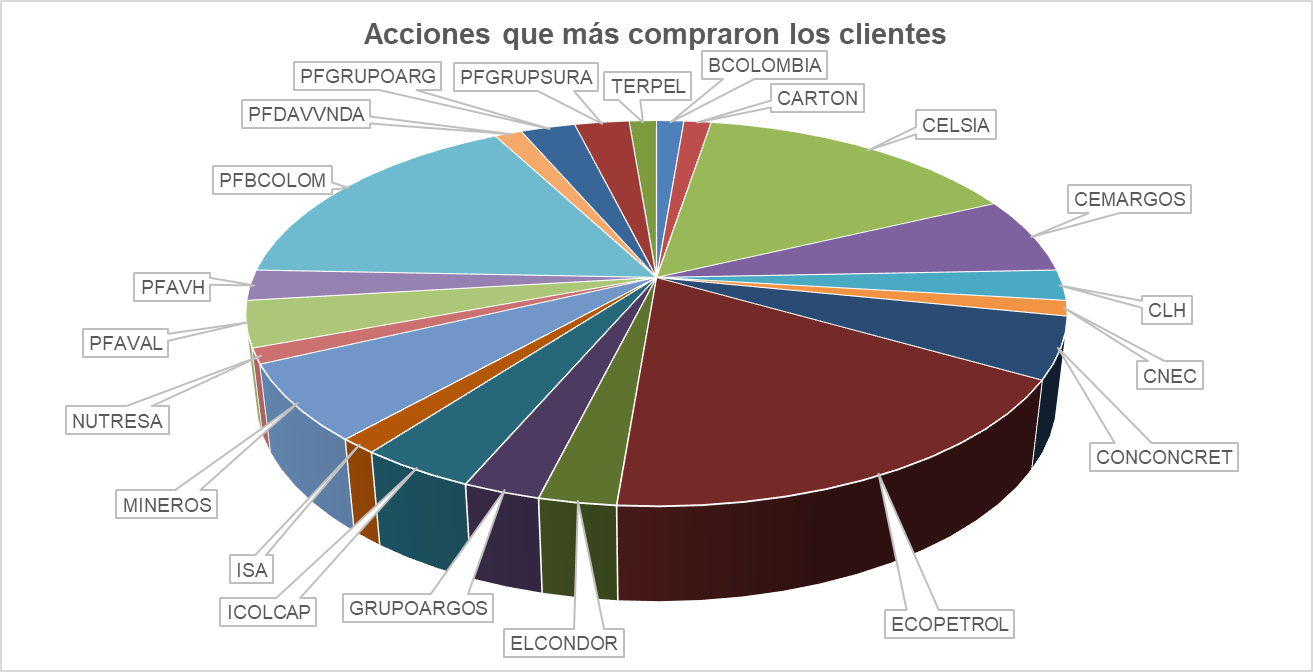 Acciones que más compraron los clientes
BCOLOMBIA
CARTON
CELSIA
CEMARGOS
CLH
CNEC
CONCONCRET
ECOPETROL
ELCONDOR
GRUPOARGOS
ICOLCAP
ISA
MINEROS
NUTRESA
PFAVAL
PFAVH
PFBCOLOM
PFDAVVNDA
PFGRUPOARG
PFGRUPSURA
TERPEL